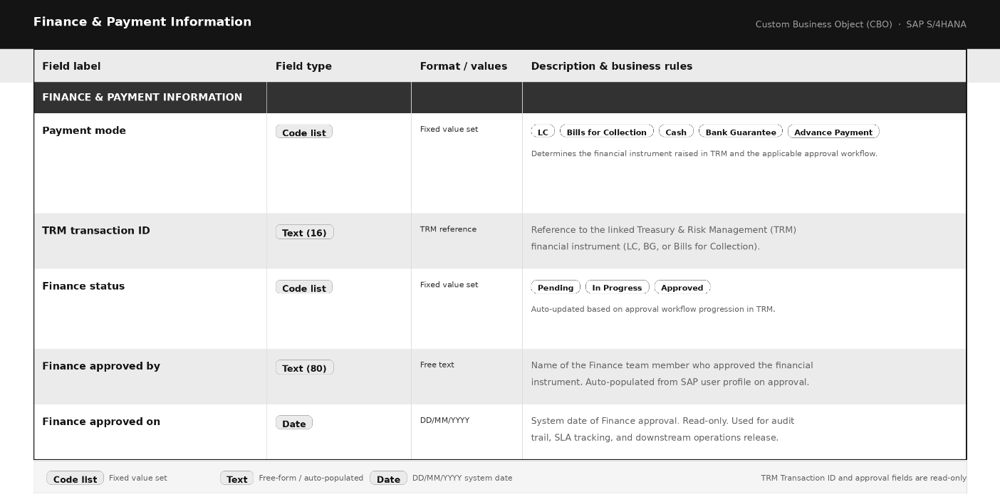 Finance & Payment Information
Custom Business Object (CBO) · SAP S/4HANA
Field label Field type Format / values Description & business rules
FINANCE & PAYMENT INFORMATION
Payment mode Code list Fixed value set LC Bills for Collection Cash Bank Guarantee Advance Payment
Determines the financial instrument raised in TRM and the applicable approval workflow.
TRM transaction ID Text (16) TRM reference Reference to the linked Treasury & Risk Management (TRM)
financial instrument (LC, BG, or Bills for Collection).
Finance status Code list Fixed value set Pending In Progress Approved
Auto-updated based on approval workflow progression in TRM.
Finance approved by Text (80) Free text Name of the Finance team member who approved the financial
instrument. Auto-populated from SAP user profile on approval.
Finance approved on Date DD/MM/YYYY System date of Finance approval. Read-only. Used for audit
trail, SLA tracking, and downstream operations release.
Code list Fixed value set Text Free-form / auto-populated Date DD/MM/YYYY system date TRM Transaction ID and approval fields are read-only